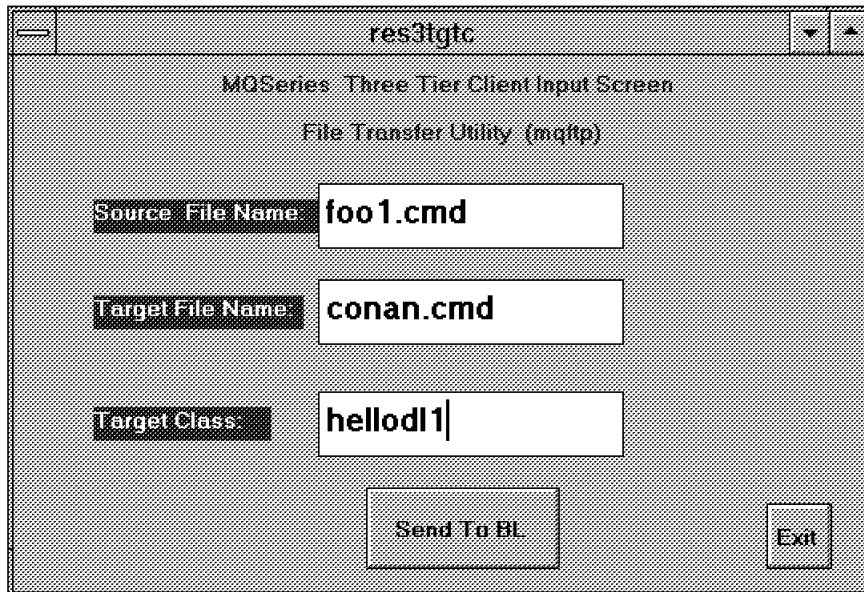 res3tgtc
MQSeries Three Tier Client Input Screen
File Transfer Utility (mqftp)
Source File Name: foo1.cmd
Target File Name: conan.cmd
Target Class: hellodl1
Send To BL
Exit